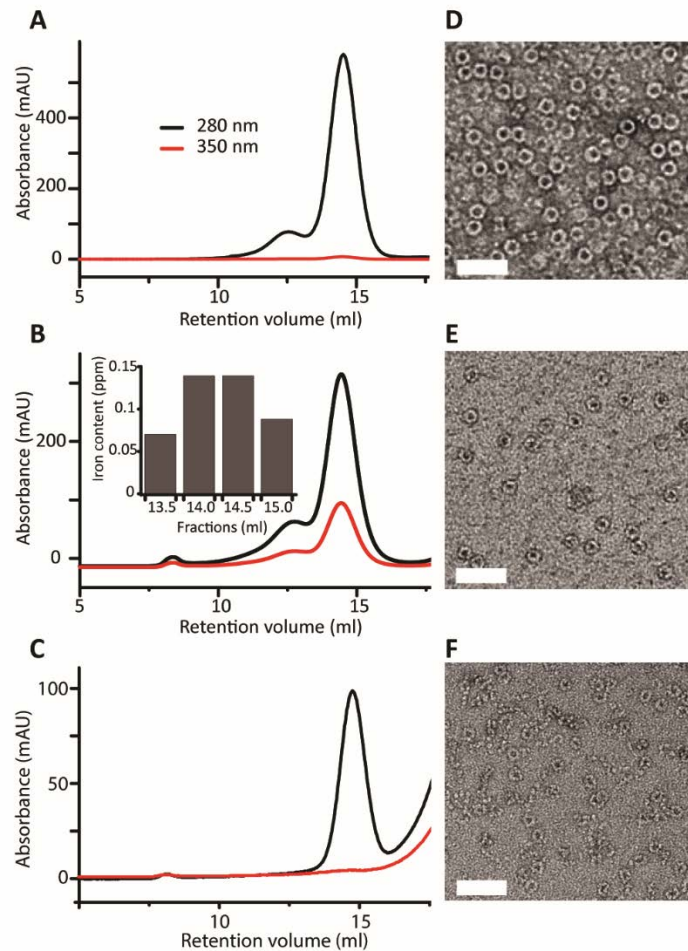 A
Absorbance (mAU)
400
200
0
280 nm
350 nm
5
10
15
Retention volume (ml)
D
B
Absorbance (mAU)
200
0
Iron content (ppm)
0.15
0.1
0.05
0
13.5
14.0
14.5
15.0
Fractions (ml)
5
10
15
Retention volume (ml)
E
C
Absorbance (mAU)
100
50
0
5
10
15
Retention volume (ml)
F